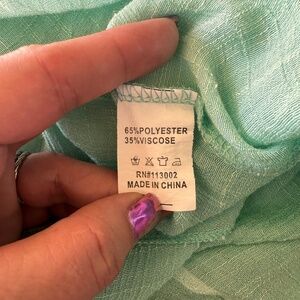 65%POLYESTER
35%VISCOSE
RN#113002
MADE IN CHINA